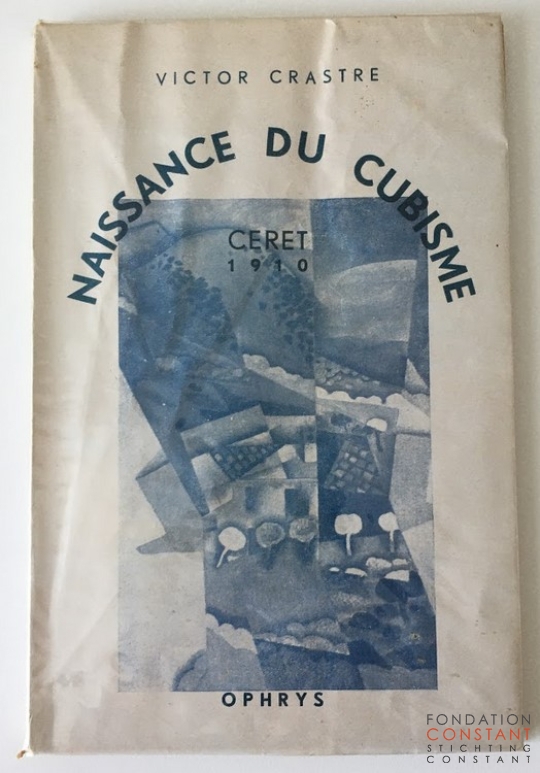 VICTOR CRASTRE
NAISSANCE DU CUBISME
CERET
1910
OPHRYS
FONDATION
CONSTANT
STICHTING
CONSTANT